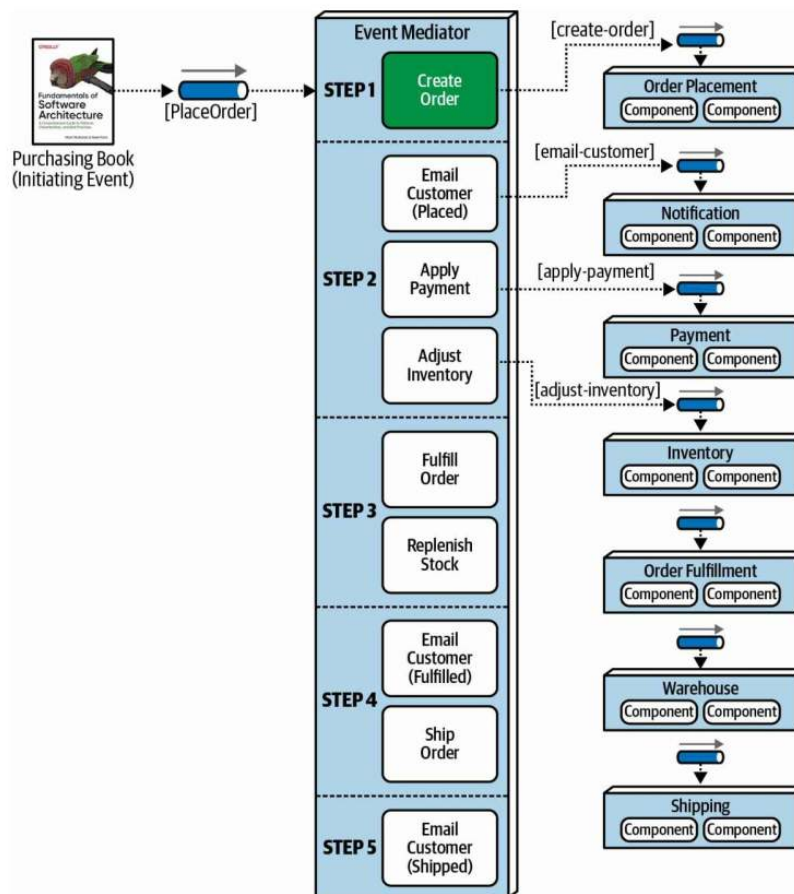 O'REILLY
Fundamentals of
Software
Architecture
Purchasing Book
(Initiating Event)
[PlaceOrder]
Event Mediator
STEP 1
Create
Order
STEP 2
Email
Customer
(Placed)
Apply
Payment
Adjust
Inventory
STEP 3
Fulfill
Order
Replenish
Stock
STEP 4
Email
Customer
(Fulfilled)
Ship
Order
STEP 5
Email
Customer
(Shipped)
[create-order]
Order Placement
Component Component
[email-customer]
Notification
Component Component
[apply-payment]
Payment
Component Component
[adjust-inventory]
Inventory
Component Component
Order Fulfillment
Component Component
Warehouse
Component Component
Shipping
Component Component